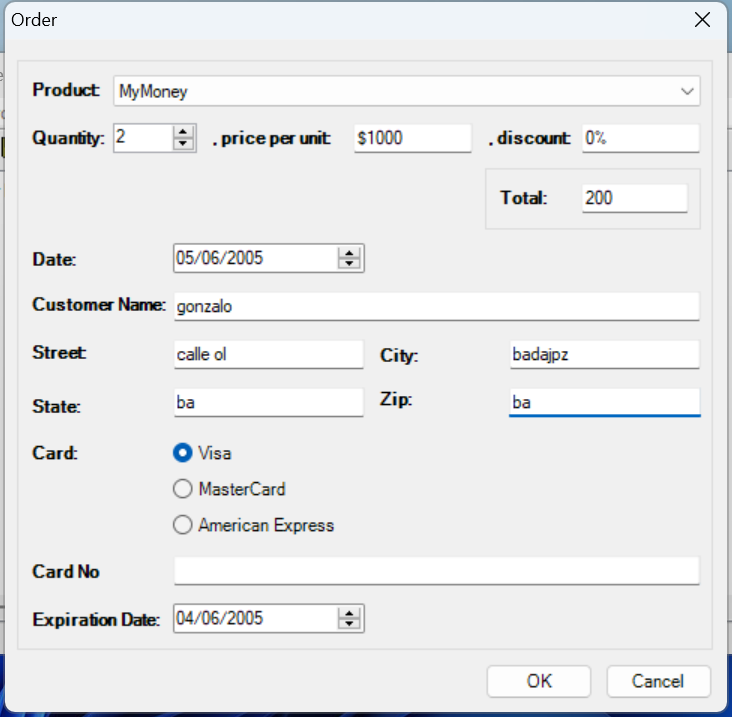 Order
Product: MyMoney
Quantity: 2 , price per unit: $1000 , discount: 0%
Total: 200
Date: 05/06/2005
Customer Name: gonzalo
Street: calle ol City: badajpz
State: ba Zip: ba
Card: Visa
MasterCard
American Express
Card No
Expiration Date: 04/06/2005
OK Cancel